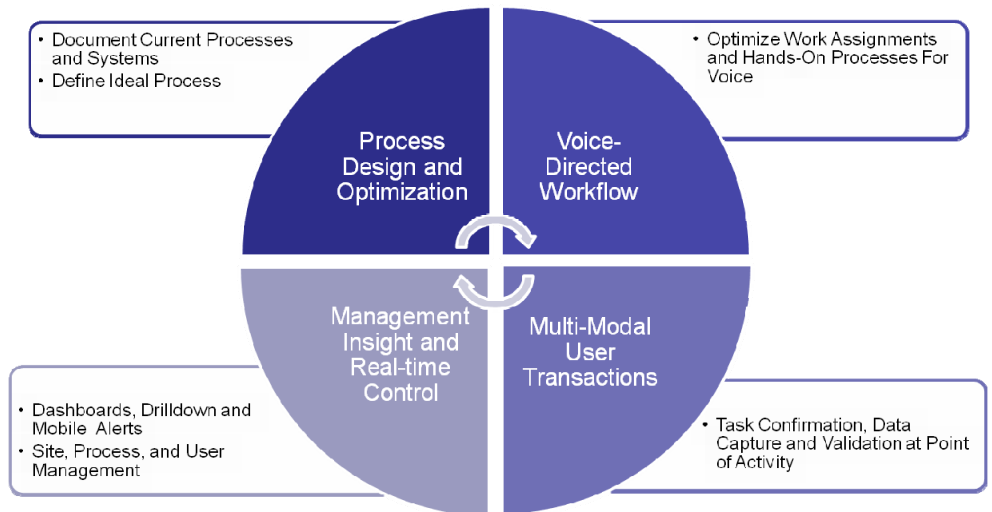 • Document Current Processes
and Systems
• Define Ideal Process
• Optimize Work Assignments
and Hands-On Processes For
Voice
Process
Design and
Optimization
Voice-
Directed
Workflow
Management
Insight and
Real-time
Control
Multi-Modal
User
Transactions
• Dashboards, Drilldown and
Mobile Alerts
• Site, Process, and User
Management
• Task Confirmation, Data
Capture and Validation at Point
of Activity